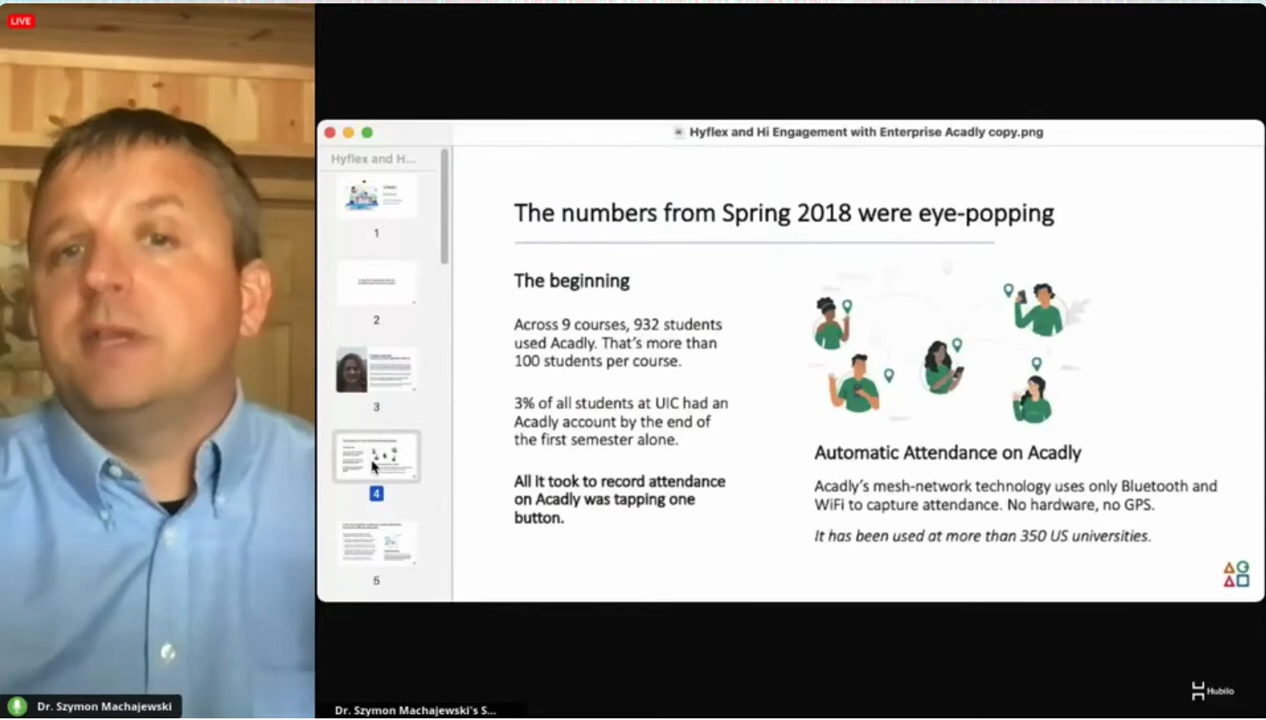 LIVE
Hyflex and Hi Engagement with Enterprise Acadly copy.png
Hyflex and H...
1
2
3
4
5
The numbers from Spring 2018 were eye-popping
The beginning
Across 9 courses, 932 students
used Acadly. That's more than
100 students per course.
3% of all students at UIC had an
Acadly account by the end of
the first semester alone.
All it took to record attendance
on Acadly was tapping one
button.
Automatic Attendance on Acadly
Acadly's mesh-network technology uses only Bluetooth and
WiFi to capture attendance. No hardware, no GPS.
It has been used at more than 350 US universities.
Hubilo
Dr. Szymon Machajewski
Dr. Szymon Machajewski's S...